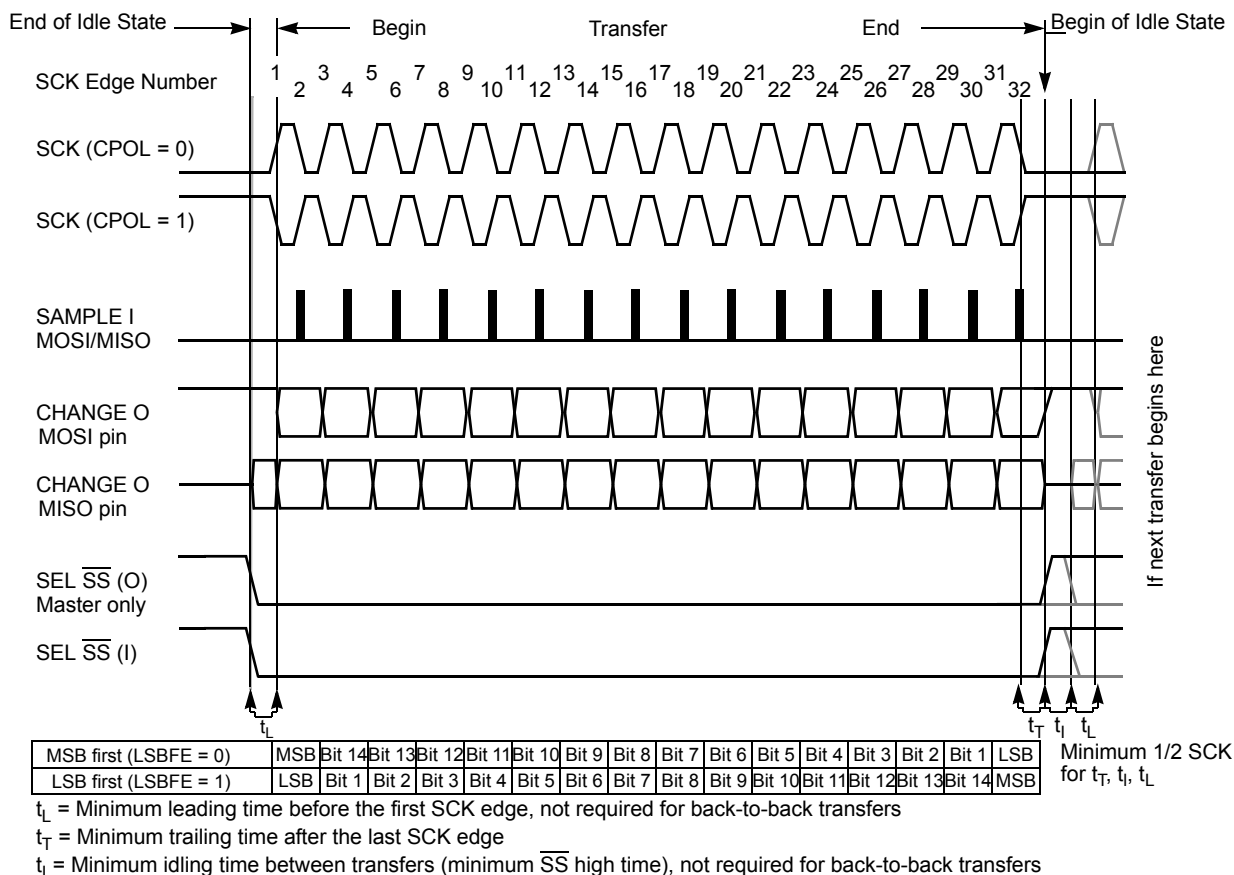 End of Idle State
Begin
Transfer
End
Begin of Idle State
SCK Edge Number
1 3 5 7 9 11 13 15 17 19 21 23 25 27 29 31
2 4 6 8 10 12 14 16 18 20 22 24 26 28 30 32
SCK (CPOL = 0)
SCK (CPOL = 1)
SAMPLE I
MOSI/MISO
CHANGE O
MOSI pin
CHANGE O
MISO pin
SEL SS (O)
Master only
SEL SS (I)
If next transfer begins here
tL
tT tI tL
MSB first (LSBFE = 0) MSB Bit 14 Bit 13 Bit 12 Bit 11 Bit 10 Bit 9 Bit 8 Bit 7 Bit 6 Bit 5 Bit 4 Bit 3 Bit 2 Bit 1 LSB
LSB first (LSBFE = 1) LSB Bit 1 Bit 2 Bit 3 Bit 4 Bit 5 Bit 6 Bit 7 Bit 8 Bit 9 Bit 10 Bit 11 Bit 12 Bit 13 Bit 14 MSB
Minimum 1/2 SCK
for tT, tI, tL
tL = Minimum leading time before the first SCK edge, not required for back-to-back transfers
tT = Minimum trailing time after the last SCK edge
tI = Minimum idling time between transfers (minimum SS high time), not required for back-to-back transfers